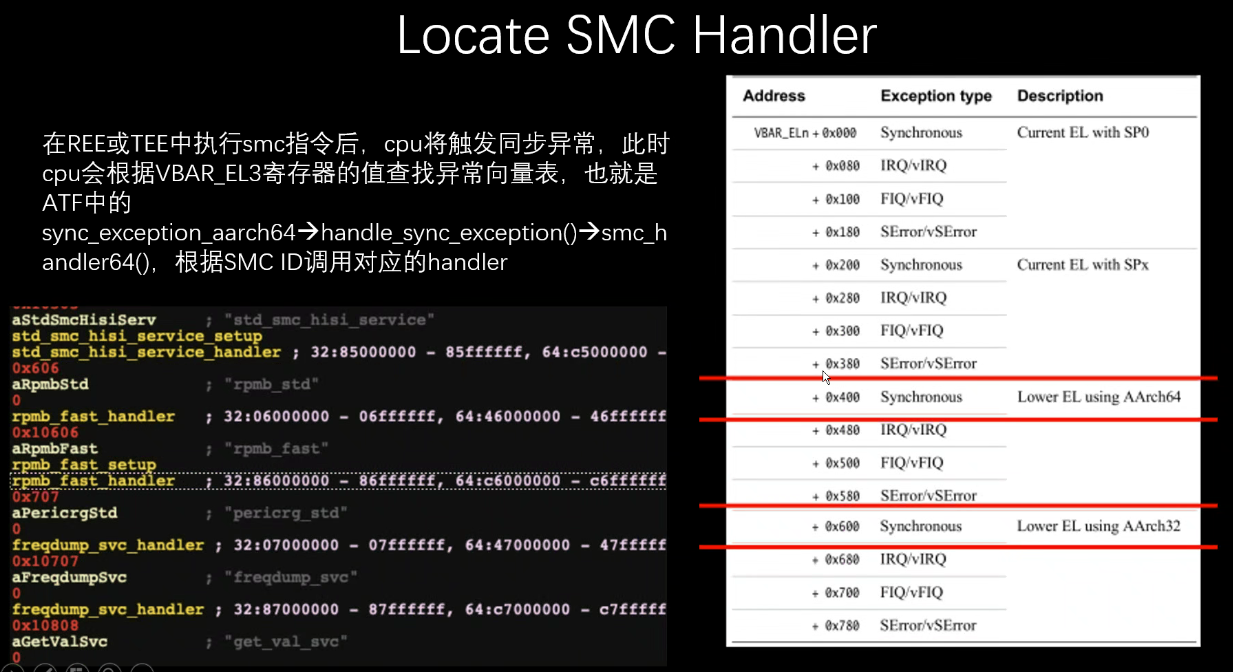 Locate SMC Handler
在REE或TEE中执行smc指令后，cpu将触发同步异常，此时
cpu会根据VBAR_EL3寄存器的值查找异常向量表，也就是
ATF中的
sync_exception_aarch64→handle_sync_exception()→smc_h
andler64()，根据SMC ID调用对应的handler
aStdSmcHisiServ ; "std_smc_hisi_service"
std_smc_hisi_service_setup
std_smc_hisi_service_handler ; 32:85000000 - 85ffffff, 64:c5000000 -
0x606
aRpmbStd ; "rpmb_std"
0
rpmb_fast_handler ; 32:06000000 - 06ffffff, 64:46000000 - 46ffffff
0x10606
aRpmbFast ; "rpmb_fast"
rpmb_fast_setup
rpmb_fast_handler ; 32:86000000 - 86ffffff, 64:c6000000 - c6ffffff
0x707
aPericrgStd ; "pericrg_std"
0
freqdump_svc_handler ; 32:07000000 - 07ffffff, 64:47000000 - 47fffff
0x10707
aFreqdumpSvc ; "freqdump_svc"
0
freqdump_svc_handler ; 32:87000000 - 87ffffff, 64:c7000000 - c7fffff
0x10808
aGetValSvc ; "get_val_svc"
0
Address Exception type Description
VBAR_ELn + 0x000 Synchronous Current EL with SP0
+ 0x080 IRQ/vIRQ
+ 0x100 FIQ/vFIQ
+ 0x180 SError/vSError
+ 0x200 Synchronous Current EL with SPx
+ 0x280 IRQ/vIRQ
+ 0x300 FIQ/vFIQ
+ 0x380 SError/vSError
+ 0x400 Synchronous Lower EL using AArch64
+ 0x480 IRQ/vIRQ
+ 0x500 FIQ/vFIQ
+ 0x580 SError/vSError
+ 0x600 Synchronous Lower EL using AArch32
+ 0x680 IRQ/vIRQ
+ 0x700 FIQ/vFIQ
+ 0x780 SError/vSError